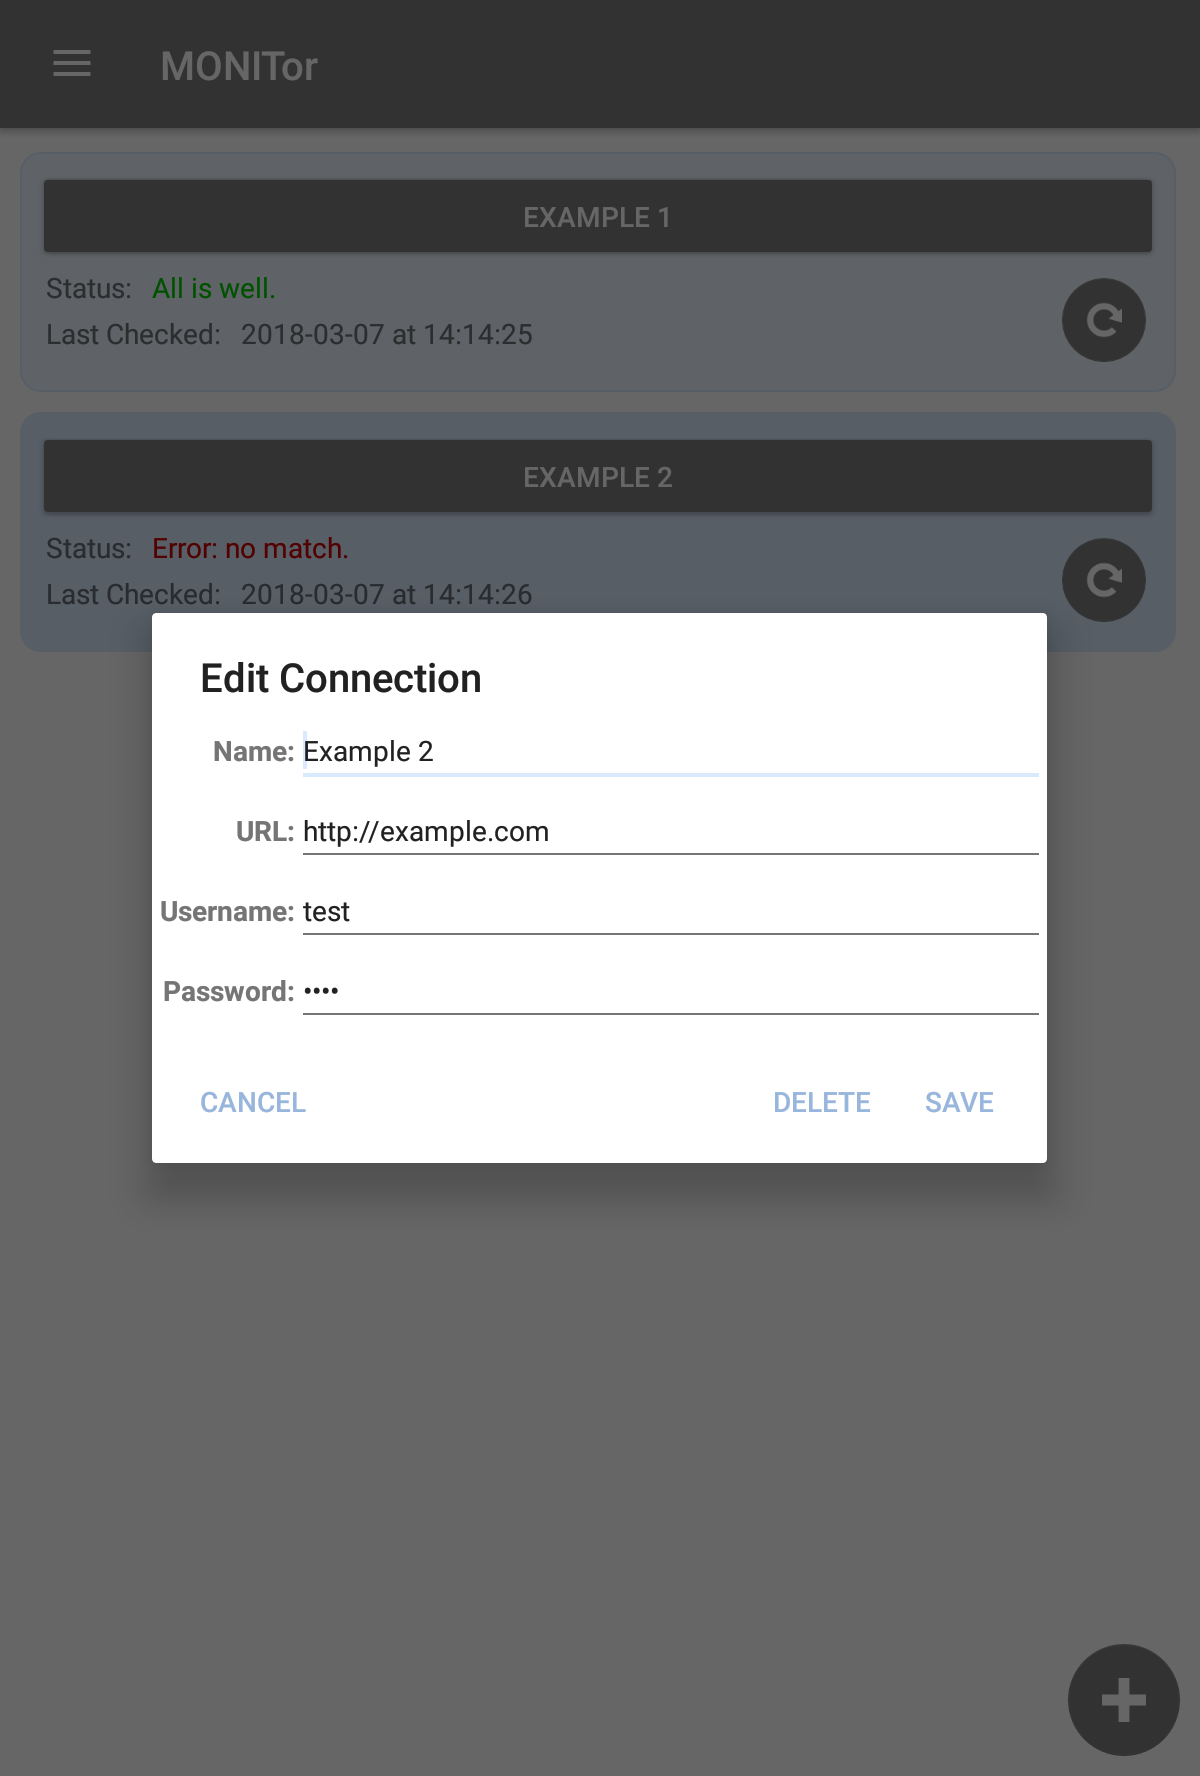 MONITor
EXAMPLE 1
Status: All is well.
Last Checked: 2018-03-07 at 14:14:25
EXAMPLE 2
Status: Error: no match.
Last Checked: 2018-03-07 at 14:14:26
Edit Connection
Name: Example 2
URL: http://example.com
Username: test
Password: ••••
CANCEL DELETE SAVE